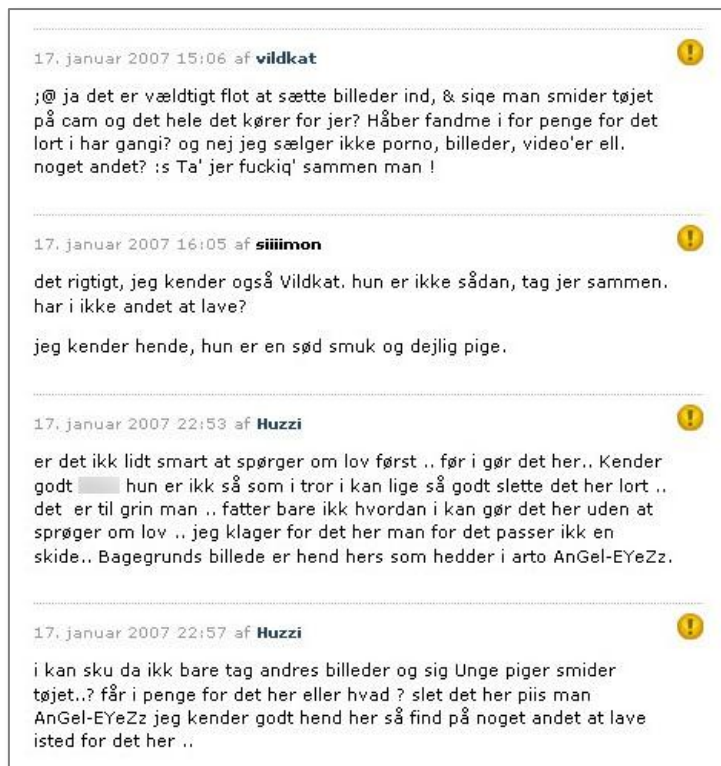 17. januar 2007 15:06 af vildkat
;@ ja det er vældtigt flot at sætte billeder ind, & siqe man smider tøjet
på cam og det hele det kører for jer? Håber fandme i for penge for det
lort i har gangi? og nej jeg sælger ikke porno, billeder, video'er ell.
noget andet? :s Ta' jer fuckiq' sammen man !
17. januar 2007 16:05 af siiiimon
det rigtigt, jeg kender også Vildkat. hun er ikke sådan, tag jer sammen.
har i ikke andet at lave?
jeg kender hende, hun er en sød smuk og dejlig pige.
17. januar 2007 22:53 af Huzzi
er det ikk lidt smart at spørger om lov først .. før i gør det her.. Kender
godt hun er ikk så som i tror i kan lige så godt slette det her lort ..
det er til grin man .. fatter bare ikk hvordan i kan gør det her uden at
sprøger om lov .. jeg klager for det her man for det passer ikk en
skide.. Bagegrunds billede er hend hers som hedder i arto AnGel-EYeZz.
17. januar 2007 22:57 af Huzzi
i kan sku da ikk bare tag andres billeder og sig Unge piger smider
tøjet..? får i penge for det her eller hvad ? slet det her piis man
AnGel-EYeZz jeg kender godt hend her så find på noget andet at lave
isted for det her ..